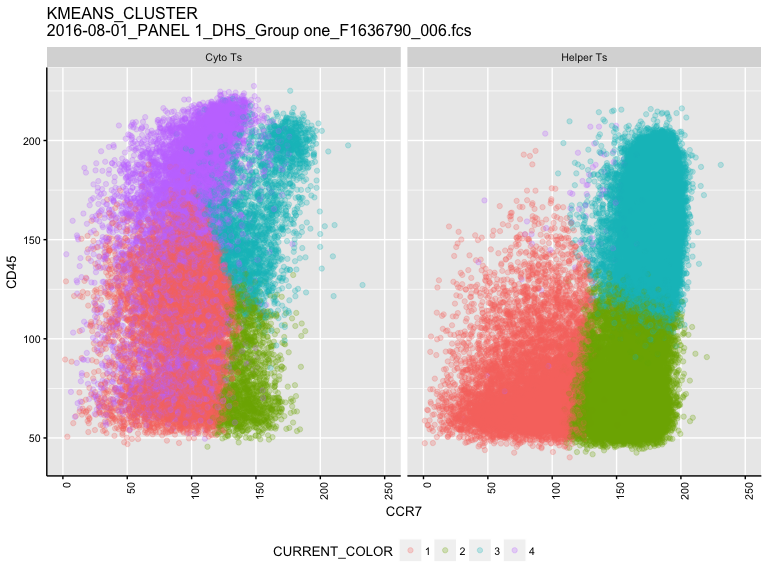 KMEANS_CLUSTER
2016-08-01_PANEL 1_DHS_Group one_F1636790_006.fcs
Cyto Ts
Helper Ts
CD45
200
150
100
50
0
50
100
150
200
250
0
50
100
150
200
250
CCR7
CURRENT_COLOR 1 2 3 4